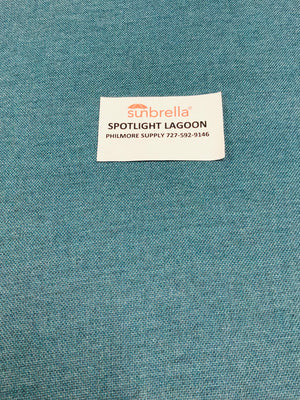 sunbrella®
SPOTLIGHT LAGOON
PHILMORE SUPPLY 727-592-9146